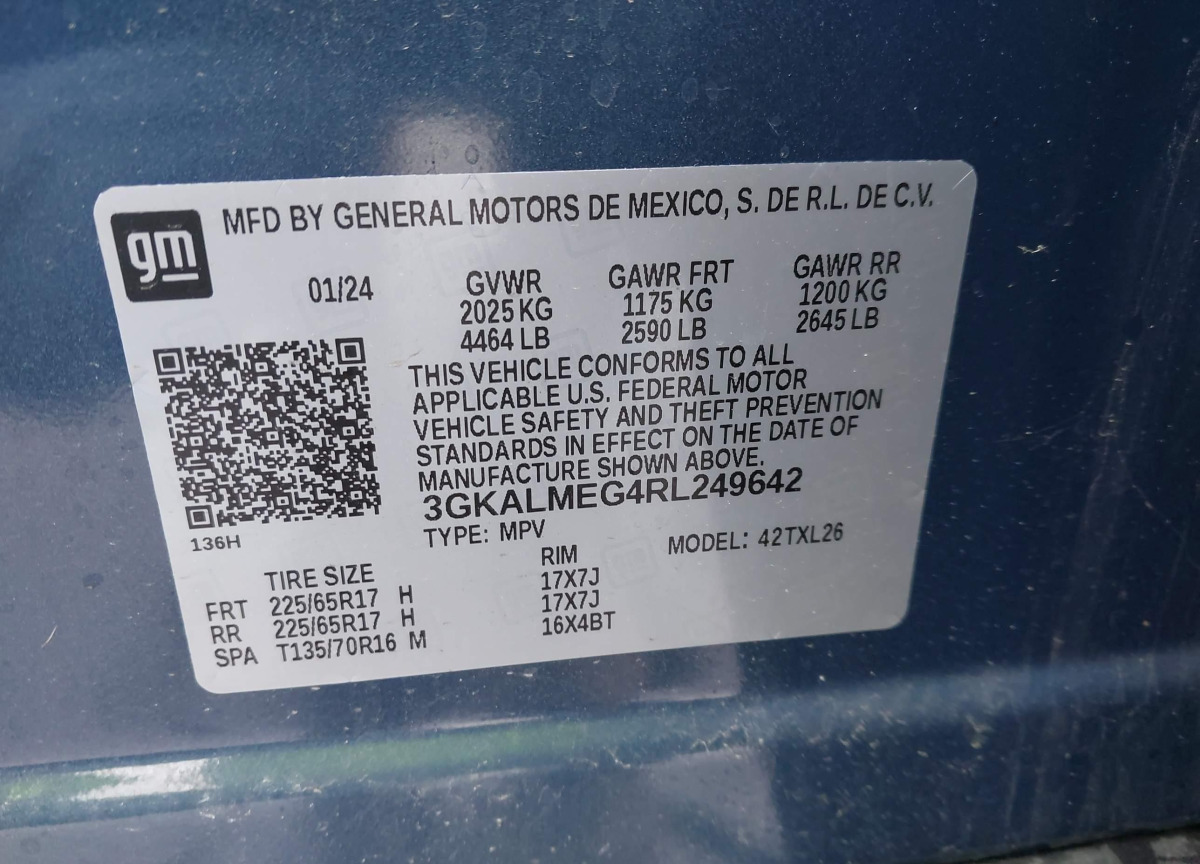 gm
MFD BY GENERAL MOTORS DE MEXICO, S. DE R.L. DE C.V.
01/24 GVWR GAWR FRT GAWR RR
2025 KG 1175 KG 1200 KG
4464 LB 2590 LB 2645 LB
THIS VEHICLE CONFORMS TO ALL
APPLICABLE U.S. FEDERAL MOTOR
VEHICLE SAFETY AND THEFT PREVENTION
STANDARDS IN EFFECT ON THE DATE OF
MANUFACTURE SHOWN ABOVE.
3GKALMEG4RL249642
136H
TYPE: MPV MODEL: 42TXL26
TIRE SIZE RIM
FRT 225/65R17 H 17X7J
RR 225/65R17 H 17X7J
SPA T135/70R16 M 16X4BT